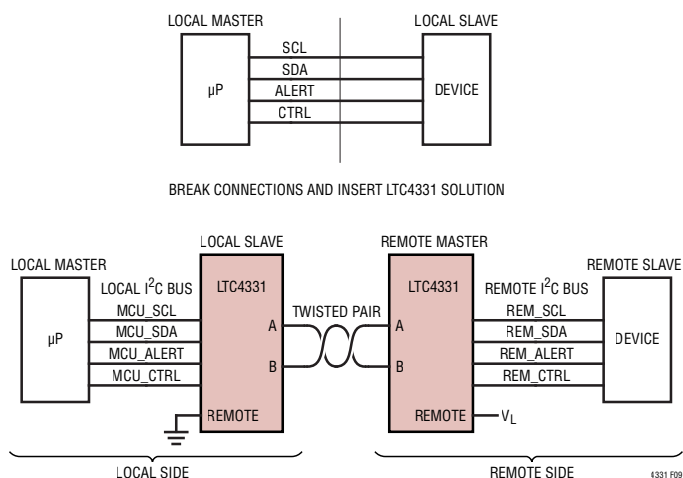 LOCAL MASTER
LOCAL SLAVE
µP
SCL
SDA
ALERT
CTRL
DEVICE
BREAK CONNECTIONS AND INSERT LTC4331 SOLUTION
LOCAL SLAVE
REMOTE MASTER
LOCAL MASTER
REMOTE SLAVE
LOCAL I²C BUS
LTC4331
LTC4331
REMOTE I²C BUS
µP
MCU_SCL
MCU_SDA
MCU_ALERT
MCU_CTRL
A
B
REMOTE
TWISTED PAIR
A
B
REMOTE
V_L
REM_SCL
REM_SDA
REM_ALERT
REM_CTRL
DEVICE
LOCAL SIDE
REMOTE SIDE
4331 F09